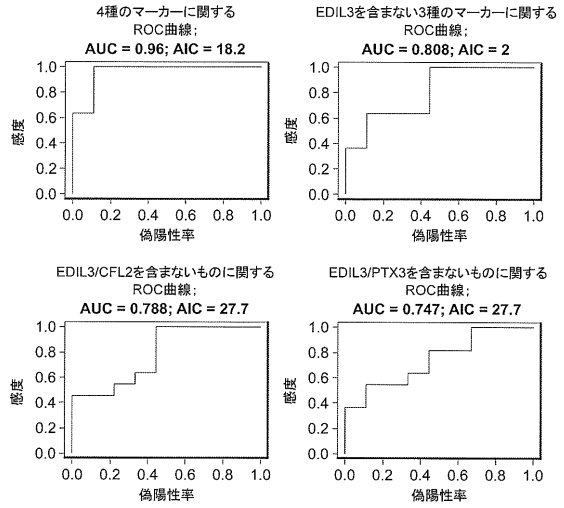 4種のマーカーに関する
ROC曲線;
AUC = 0.96; AIC = 18.2
1.0
0.8
0.6
0.4
0.2
0.0
感度
0.0 0.2 0.4 0.6 0.8 1.0
偽陽性率
EDIL3を含まない3種のマーカーに関する
ROC曲線;
AUC = 0.808; AIC = 2
1.0
0.8
0.6
0.4
0.2
0.0
感度
0.0 0.2 0.4 0.6 0.8 1.0
偽陽性率
EDIL3/CFL2を含まないものに関する
ROC曲線;
AUC = 0.788; AIC = 27.7
1.0
0.8
0.6
0.4
0.2
0.0
感度
0.0 0.2 0.4 0.6 0.8 1.0
偽陽性率
EDIL3/PTX3を含まないものに関する
ROC曲線;
AUC = 0.747; AIC = 27.7
1.0
0.8
0.6
0.4
0.2
0.0
感度
0.0 0.2 0.4 0.6 0.8 1.0
偽陽性率